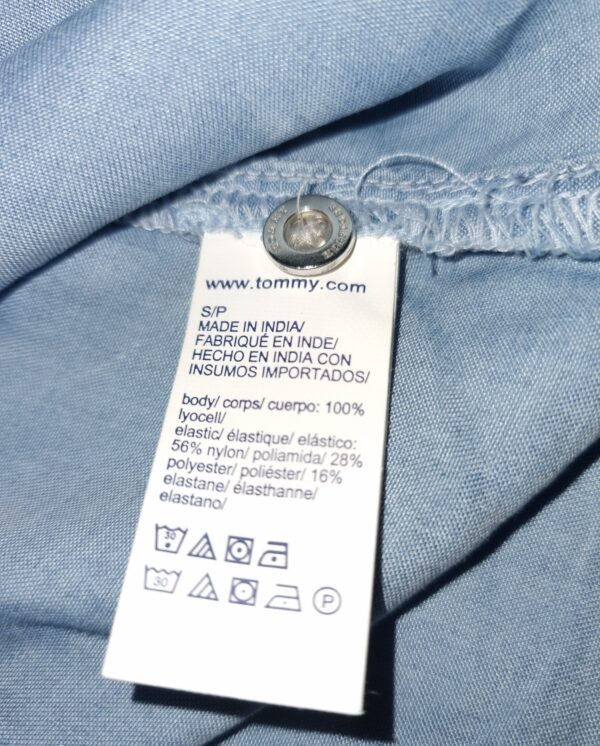 www.tommy.com
S/P
MADE IN INDIA/
FABRIQUÉ EN INDE/
HECHO EN INDIA CON
INSUMOS IMPORTADOS/
body/ corps/ cuerpo: 100%
lyocell/
elastic/ élastique/ elástico:
56% nylon/ poliamida/ 28%
polyester/ poliéster/ 16%
elastane/ élasthanne/
elastano/
30
30 P